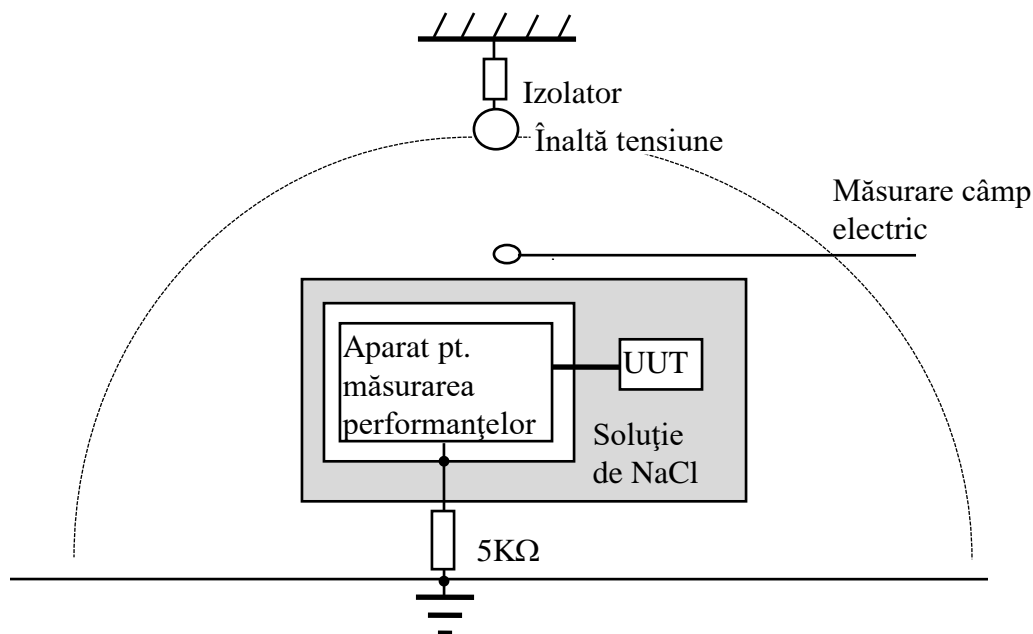 Izolator
Înaltă tensiune
Măsurare câmp
electric
Aparat pt.
măsurarea
performanţelor
UUT
Soluţie
de NaCl
5KΩ